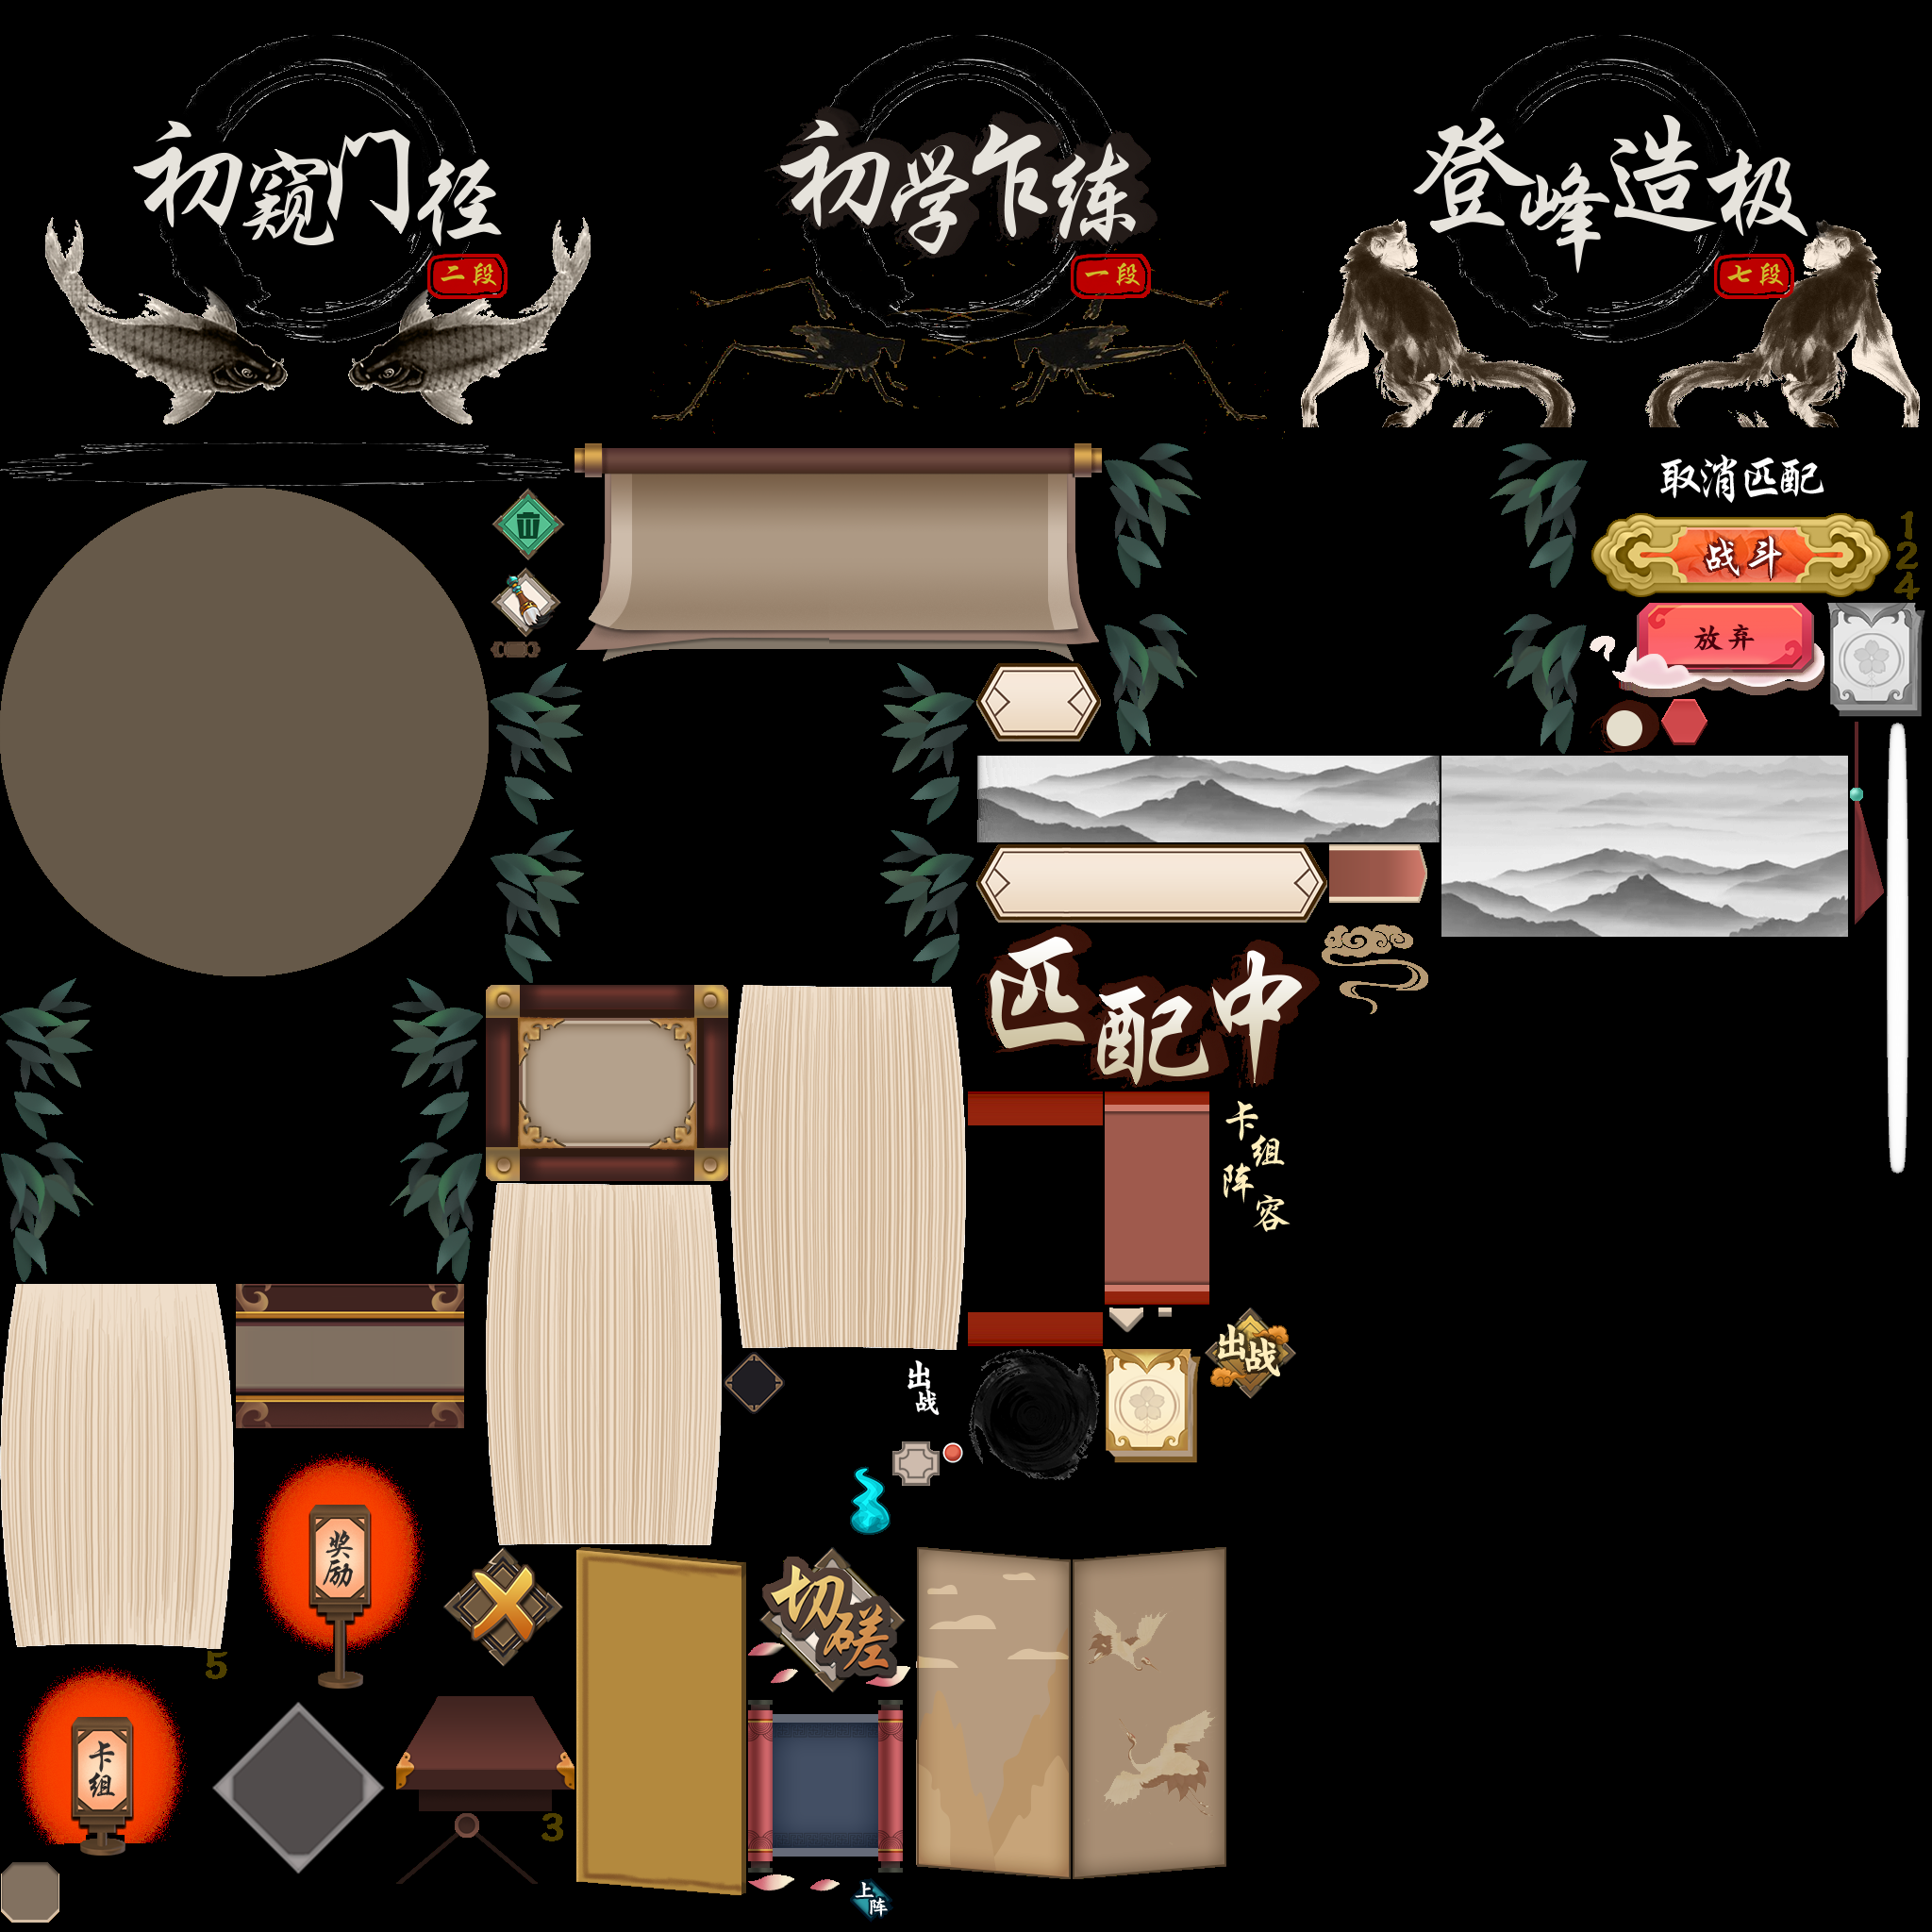 初窥门径
二段
初学乍练
一段
登峰造极
七段
取消匹配
战斗
1
2
4
放弃
匹配中
卡组阵容
出战
出战
奖励
切磋
5
卡组
3
上阵